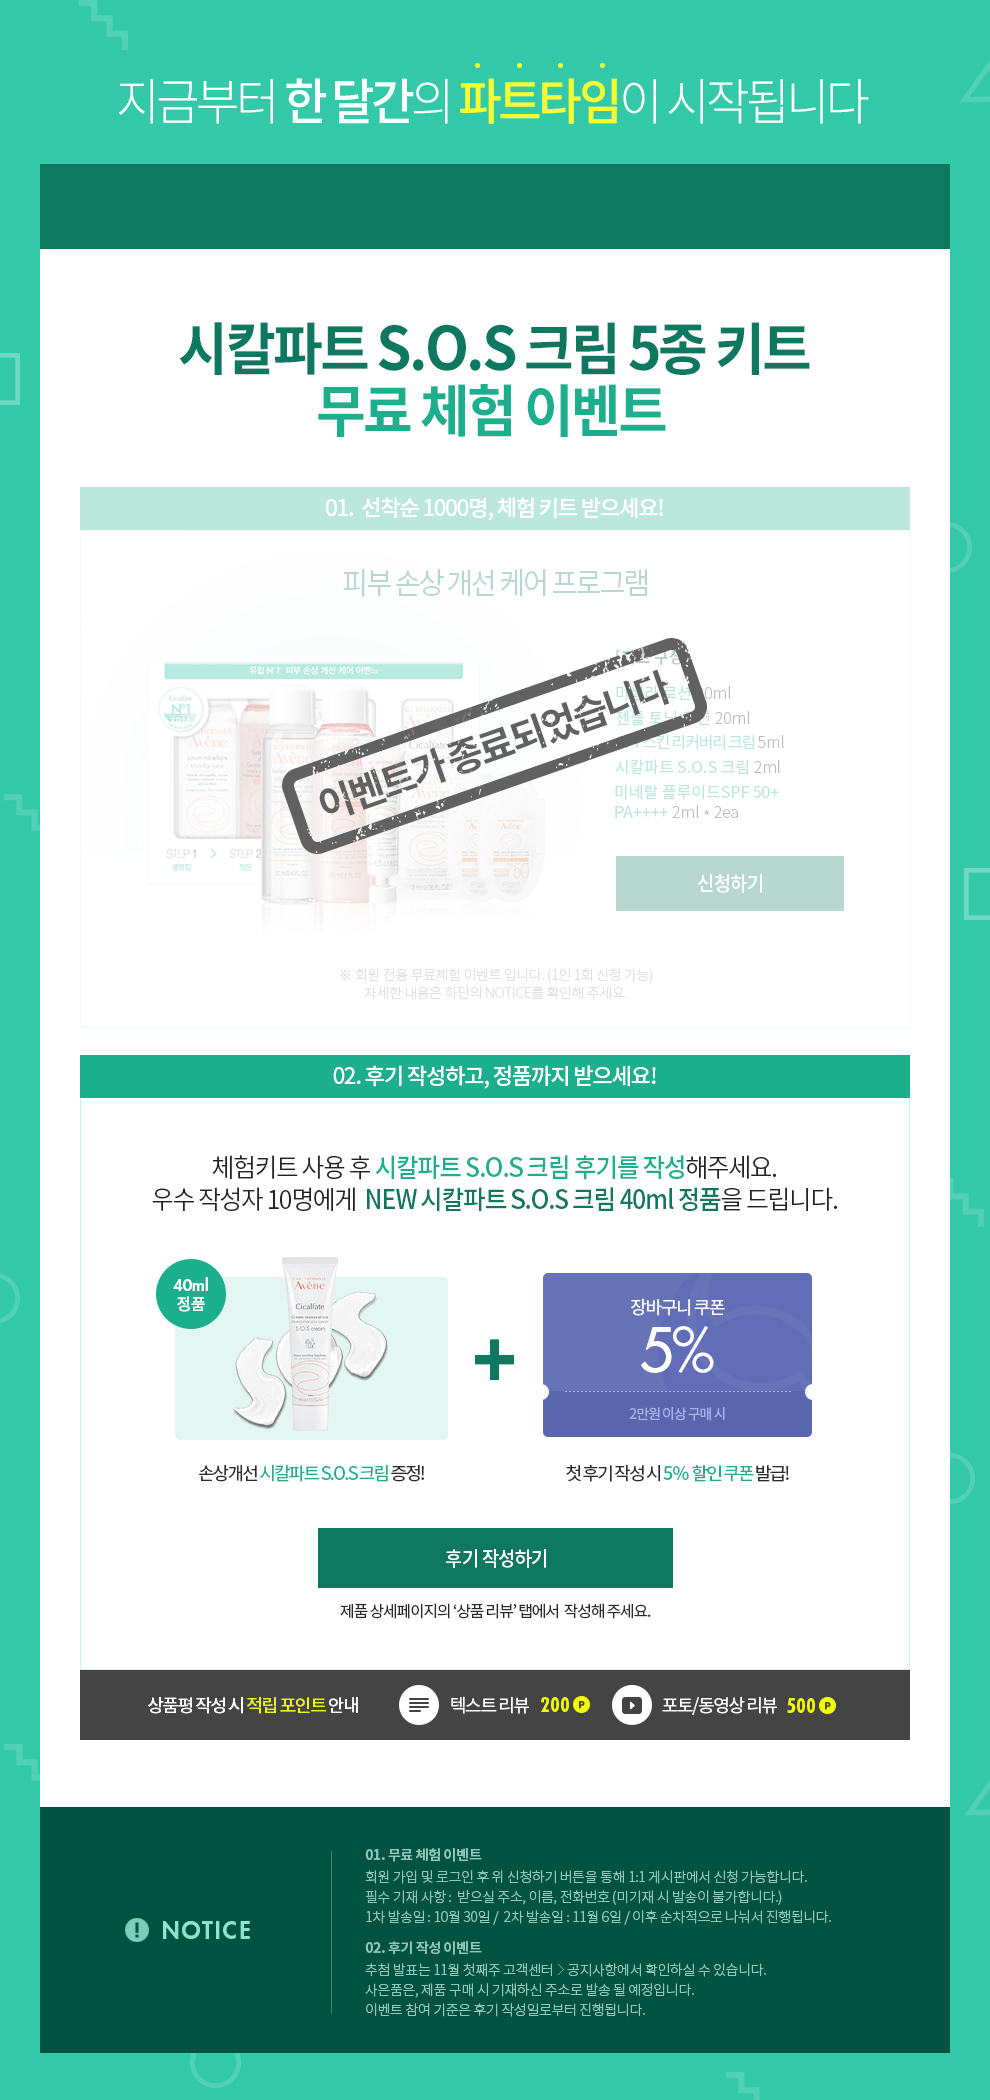 지금부터 한 달간의 파트타임이 시작됩니다
시칼파트 S.O.S 크림 5종 키트
무료 체험 이벤트
01. 선착순 1000명, 체험 키트 받으세요!
피부 손상 개선 케어 프로그램
유럽 N°1 피부 손상 개선 케어 아벤느
Cicalfate
N°1
Avène
STEP 1 > STEP 2
클렌징
이벤트가 종료되었습니다
센플 토닉 20ml
스킨리커버리크림 5ml
시칼파트 S.O.S 크림 2ml
미네랄 플루이드SPF 50+
PA++++ 2ml * 2ea
신청하기
※ 회원 전용 무료체험 이벤트 입니다. (1인 1회 신청 가능)
자세한 내용은 하단의 NOTICE를 확인해 주세요.
02. 후기 작성하고, 정품까지 받으세요!
체험키트 사용 후 시칼파트 S.O.S 크림 후기를 작성해주세요.
우수 작성자 10명에게 NEW 시칼파트 S.O.S 크림 40ml 정품을 드립니다.
40ml
정품
EAU THERMALE
Avène
Cicalfate
S.O.S cream
+
장바구니 쿠폰
5%
2만원 이상 구매 시
손상개선 시칼파트 S.O.S 크림 증정!
첫 후기 작성 시 5% 할인 쿠폰 발급!
후기 작성하기
제품 상세페이지의 ‘상품 리뷰’ 탭에서 작성해 주세요.
상품평 작성 시 적립 포인트 안내
텍스트 리뷰 200 P
포토/동영상 리뷰 500 P
NOTICE
01. 무료 체험 이벤트
회원 가입 및 로그인 후 위 신청하기 버튼을 통해 1:1 게시판에서 신청 가능합니다.
필수 기재 사항 : 받으실 주소, 이름, 전화번호 (미기재 시 발송이 불가합니다.)
1차 발송일 : 10월 30일 / 2차 발송일 : 11월 6일 / 이후 순차적으로 나눠서 진행됩니다.
02. 후기 작성 이벤트
추첨 발표는 11월 첫째주 고객센터 > 공지사항에서 확인하실 수 있습니다.
사은품은, 제품 구매 시 기재하신 주소로 발송 될 예정입니다.
이벤트 참여 기준은 후기 작성일로부터 진행됩니다.